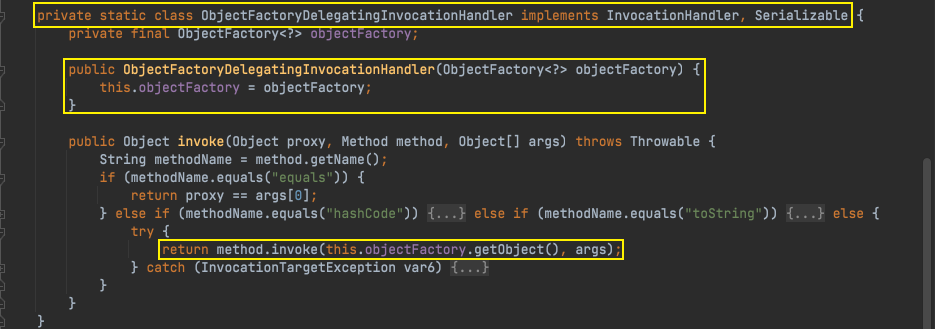 private static class ObjectFactoryDelegatingInvocationHandler implements InvocationHandler, Serializable {
    private final ObjectFactory<?> objectFactory;

    public ObjectFactoryDelegatingInvocationHandler(ObjectFactory<?> objectFactory) {
        this.objectFactory = objectFactory;
    }

    public Object invoke(Object proxy, Method method, Object[] args) throws Throwable {
        String methodName = method.getName();
        if (methodName.equals("equals")) {
            return proxy == args[0];
        } else if (methodName.equals("hashCode")) {...} else if (methodName.equals("toString")) {...} else {
            try {
                return method.invoke(this.objectFactory.getObject(), args);
            } catch (InvocationTargetException var6) {...}
        }
    }
}